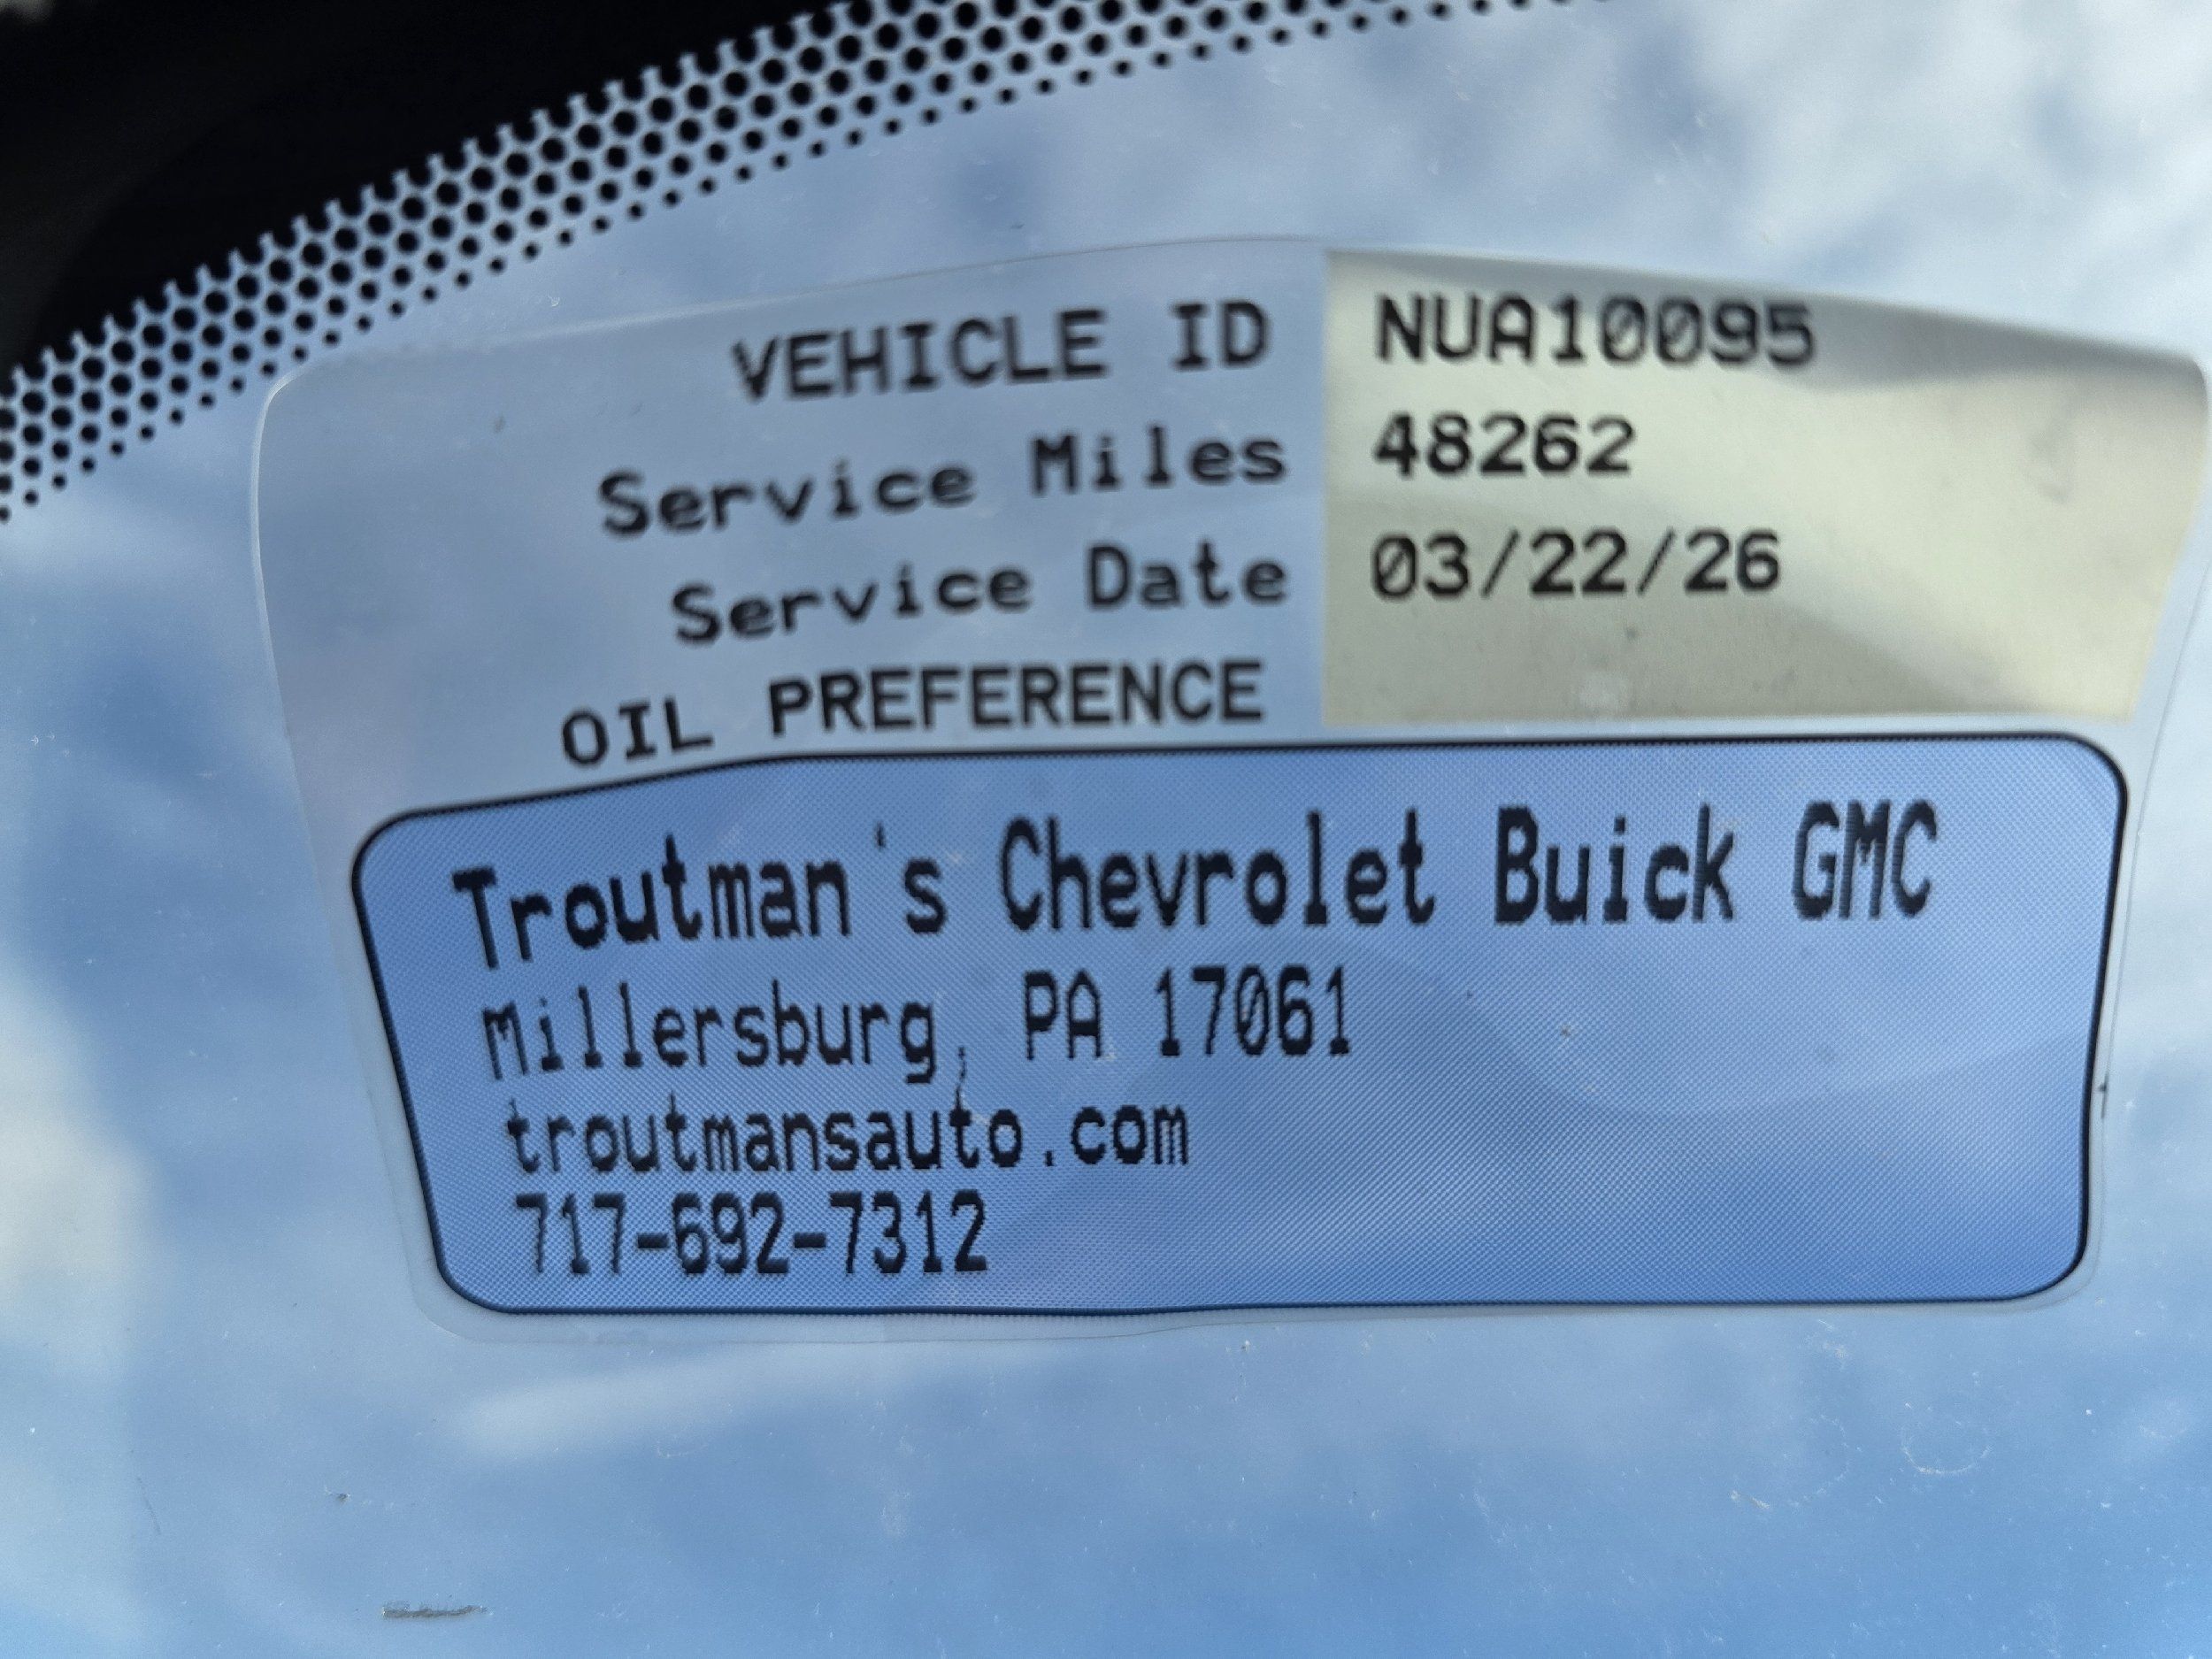 VEHICLE ID NUA10095
Service Miles 48262
Service Date 03/22/26
OIL PREFERENCE
Troutman's Chevrolet Buick GMC
Millersburg, PA 17061
troutmansauto.com
717-692-7312